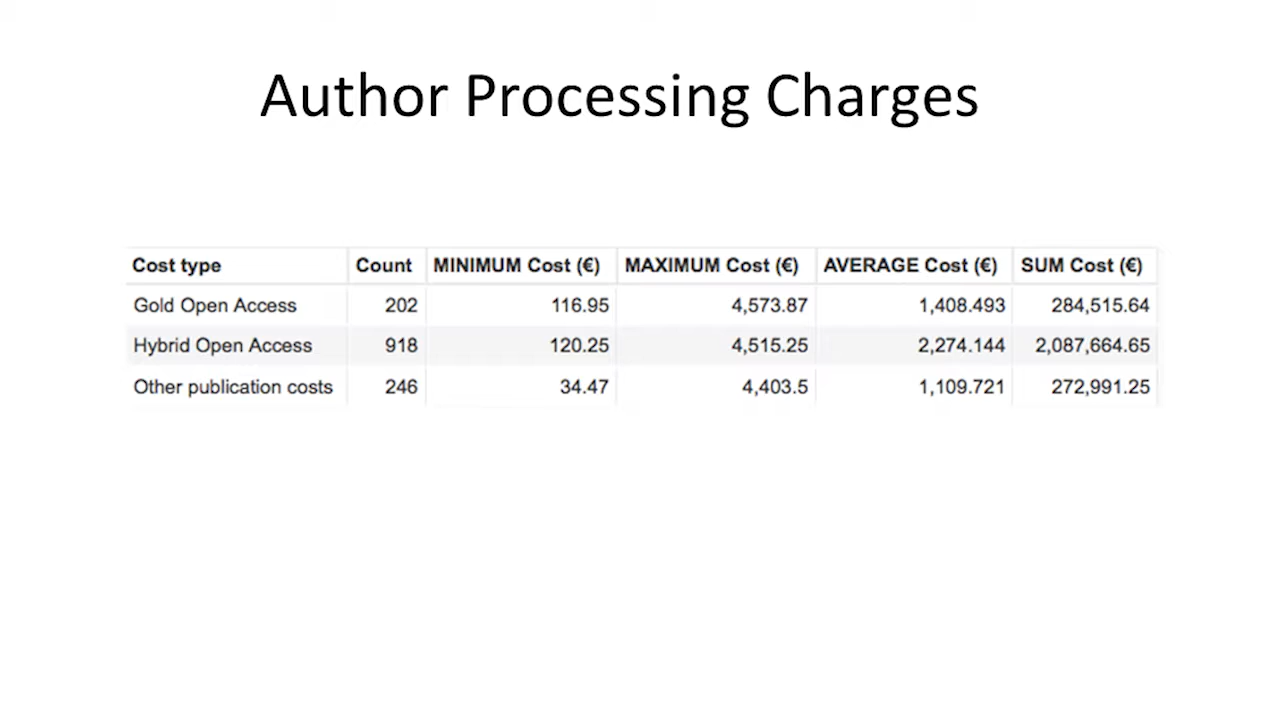 Author Processing Charges
Cost type Count MINIMUM Cost (€) MAXIMUM Cost (€) AVERAGE Cost (€) SUM Cost (€)
Gold Open Access 202 116.95 4,573.87 1,408.493 284,515.64
Hybrid Open Access 918 120.25 4,515.25 2,274.144 2,087,664.65
Other publication costs 246 34.47 4,403.5 1,109.721 272,991.25